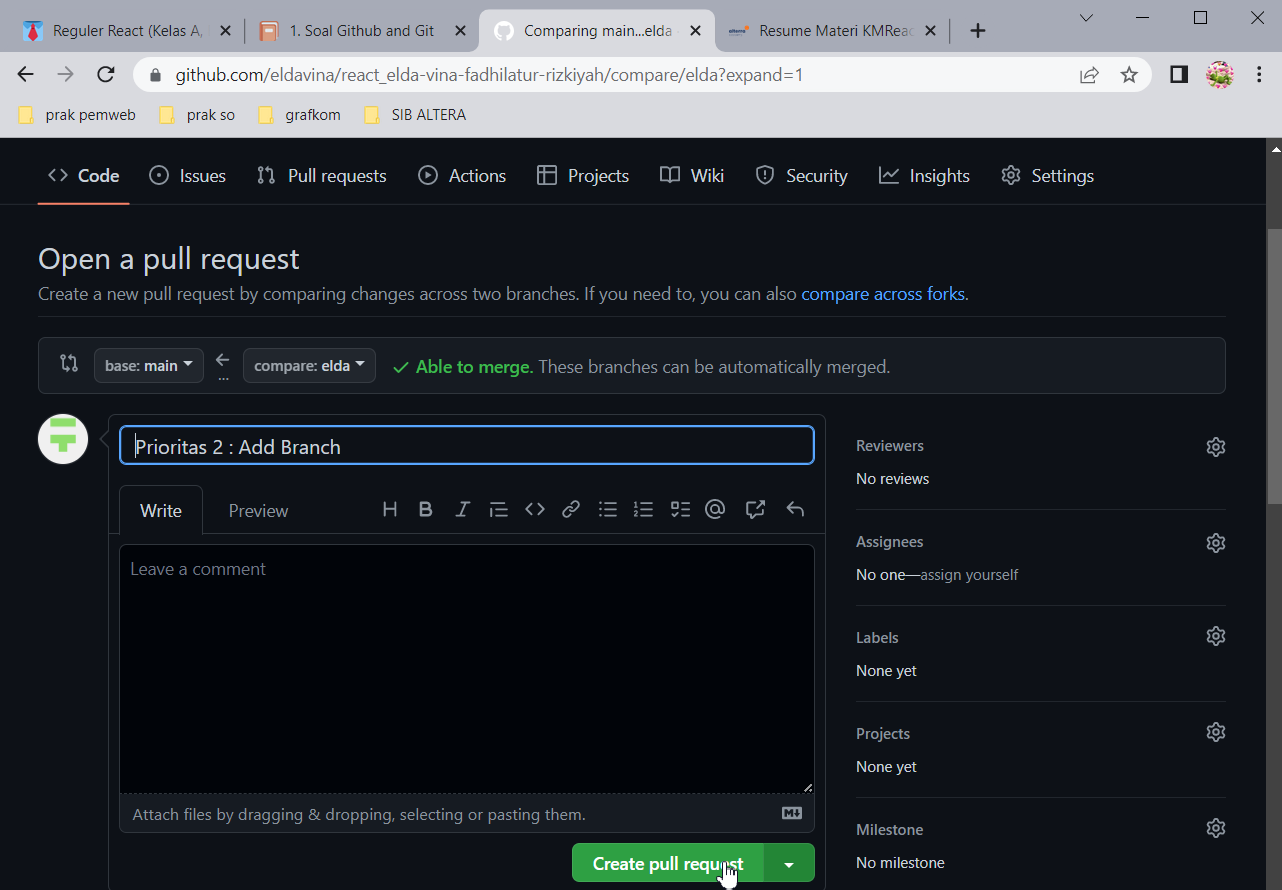 Reguler React (Kelas A,
1. Soal Github and Git
Comparing main...elda
Resume Materi KMReac
github.com/eldavina/react_elda-vina-fadhilatur-rizkiyah/compare/elda?expand=1
prak pemweb
prak so
grafkom
SIB ALTERA
Code
Issues
Pull requests
Actions
Projects
Wiki
Security
Insights
Settings
Open a pull request
Create a new pull request by comparing changes across two branches. If you need to, you can also compare across forks.
base: main
compare: elda
Able to merge. These branches can be automatically merged.
Prioritas 2 : Add Branch
Write
Preview
Leave a comment
Attach files by dragging & dropping, selecting or pasting them.
Create pull request
Reviewers
No reviews
Assignees
No one—assign yourself
Labels
None yet
Projects
None yet
Milestone
No milestone